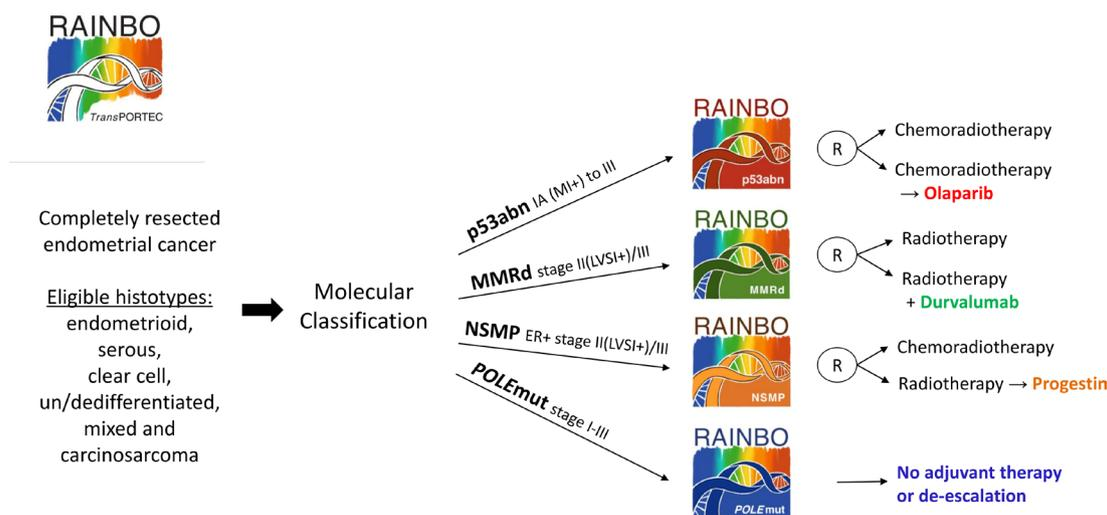 RAINBO
TransPORTEC
Completely resected
endometrial cancer
Eligible histotypes:
endometrioid,
serous,
clear cell,
un/dedifferentiated,
mixed and
carcinosarcoma
Molecular
Classification
p53abn IA (MI+) to III
MMRd stage II(LVSI+)/III
NSMP ER+ stage II(LVSI+)/III
POLEmut stage I-III
RAINBO
p53abn
R
Chemoradiotherapy
Chemoradiotherapy
→ Olaparib
RAINBO
MMRd
R
Radiotherapy
Radiotherapy
+ Durvalumab
RAINBO
NSMP
R
Chemoradiotherapy
Radiotherapy → Progestin
RAINBO
POLEmut
No adjuvant therapy
or de-escalation